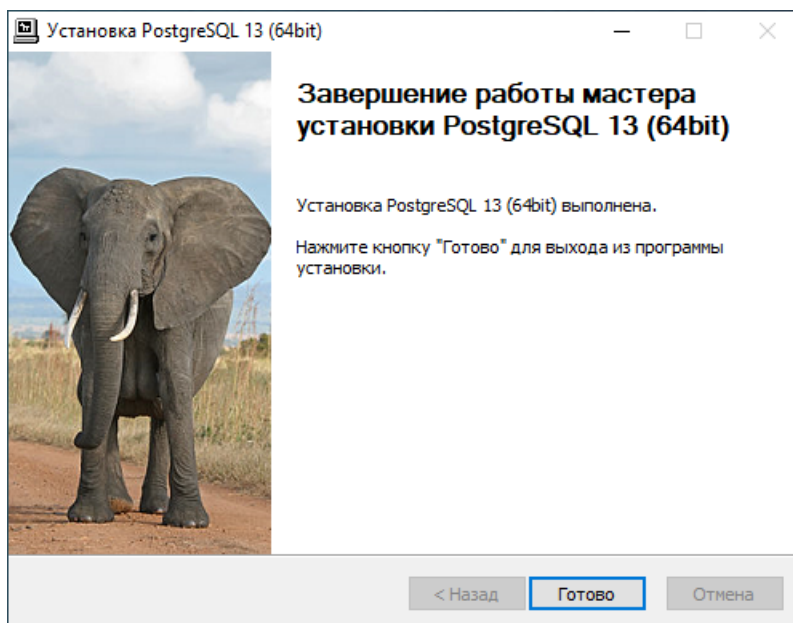 Установка PostgreSQL 13 (64bit)
Завершение работы мастера
установки PostgreSQL 13 (64bit)
Установка PostgreSQL 13 (64bit) выполнена.
Нажмите кнопку "Готово" для выхода из программы
установки.
< Назад
Готово
Отмена